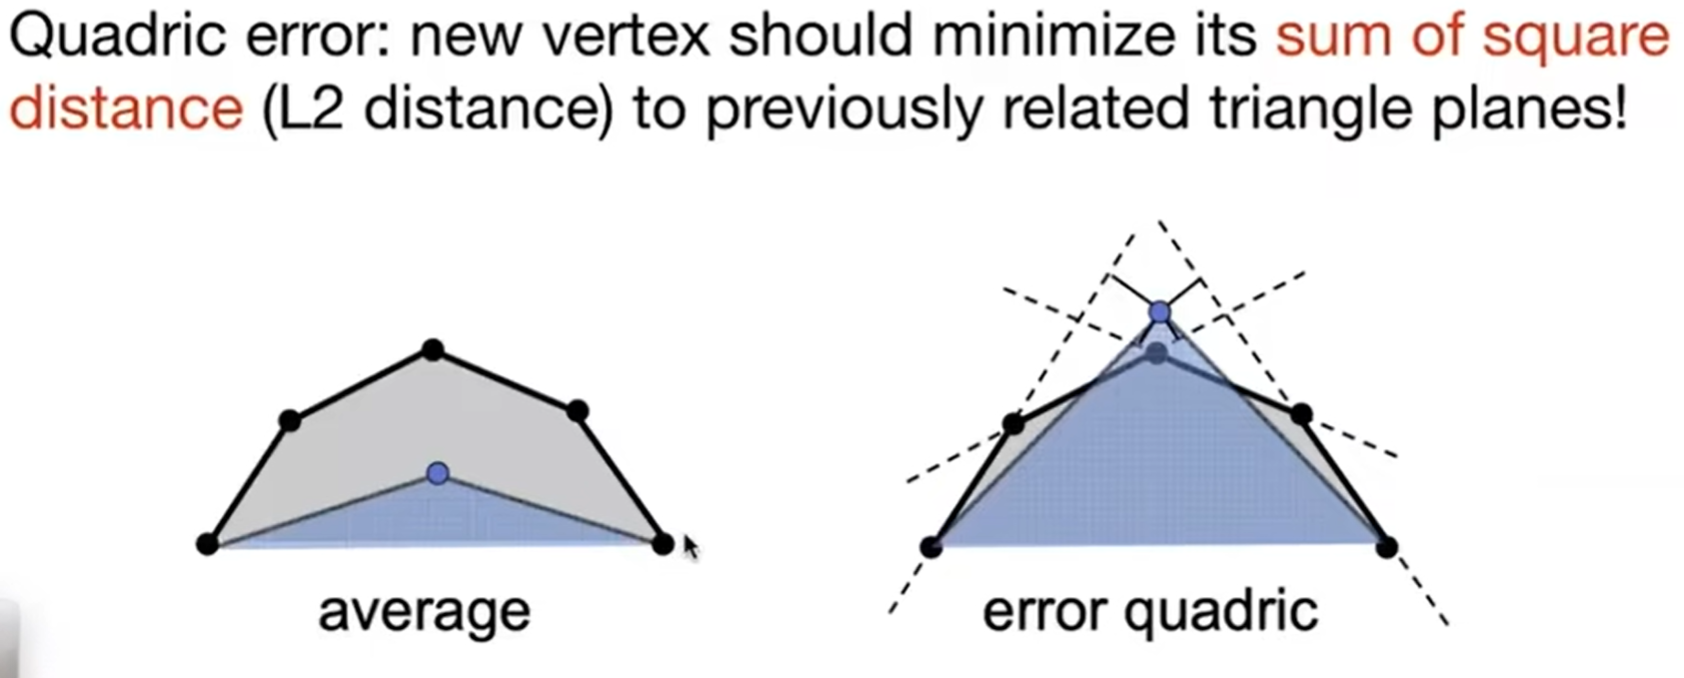 Quadric error: new vertex should minimize its sum of square
distance (L2 distance) to previously related triangle planes!
average
error quadric